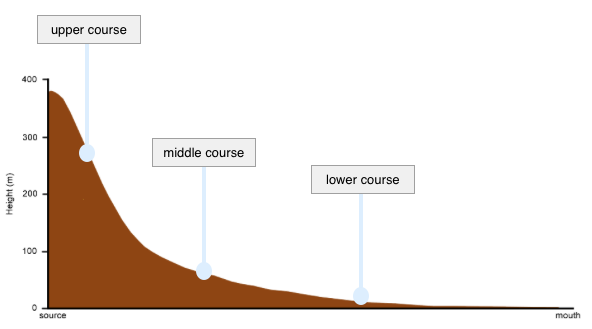 upper course
middle course
lower course
Height (m)
400
300
200
100
0
source
mouth